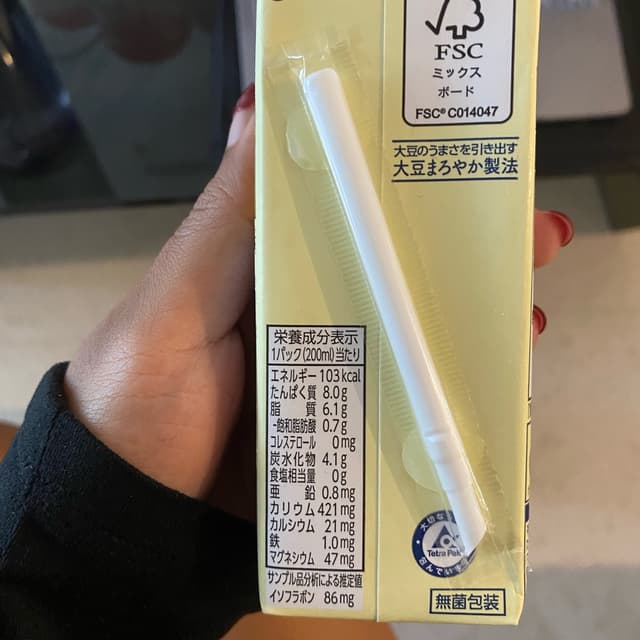 FSC
ミックス
ボード
FSC® C014047
大豆のうまさを引き出す
大豆まろやか製法
栄養成分表示
1パック(200ml)当たり
エネルギー 103kcal
たんぱく質 8.0g
脂質 6.1g
-飽和脂肪酸 0.7g
コレステロール 0mg
炭水化物 4.1g
食塩相当量 0g
亜鉛 0.8mg
カリウム 421mg
カルシウム 21mg
鉄 1.0mg
マグネシウム 47mg
サンプル品分析による推定値
イソフラボン 86mg
大切な
Tetra Pak
無菌包装